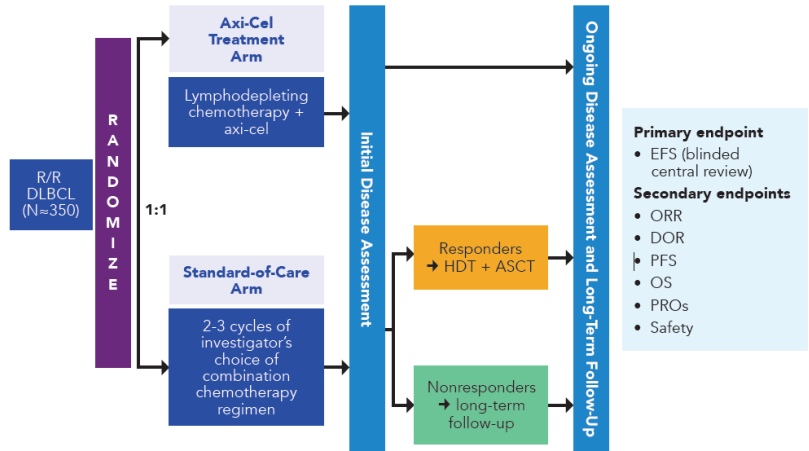 R/R
DLBCL
(N≈350)
RANDOMIZE
1:1
Axi-Cel
Treatment
Arm
Lymphodepleting
chemotherapy +
axi-cel
Standard-of-Care
Arm
2-3 cycles of
investigator’s
choice of
combination
chemotherapy
regimen
Initial Disease Assessment
Responders
➔ HDT + ASCT
Nonresponders
➔ long-term
follow-up
Ongoing Disease Assessment and Long-Term Follow-Up
Primary endpoint
• EFS (blinded
central review)
Secondary endpoints
• ORR
• DOR
• PFS
• OS
• PROs
• Safety